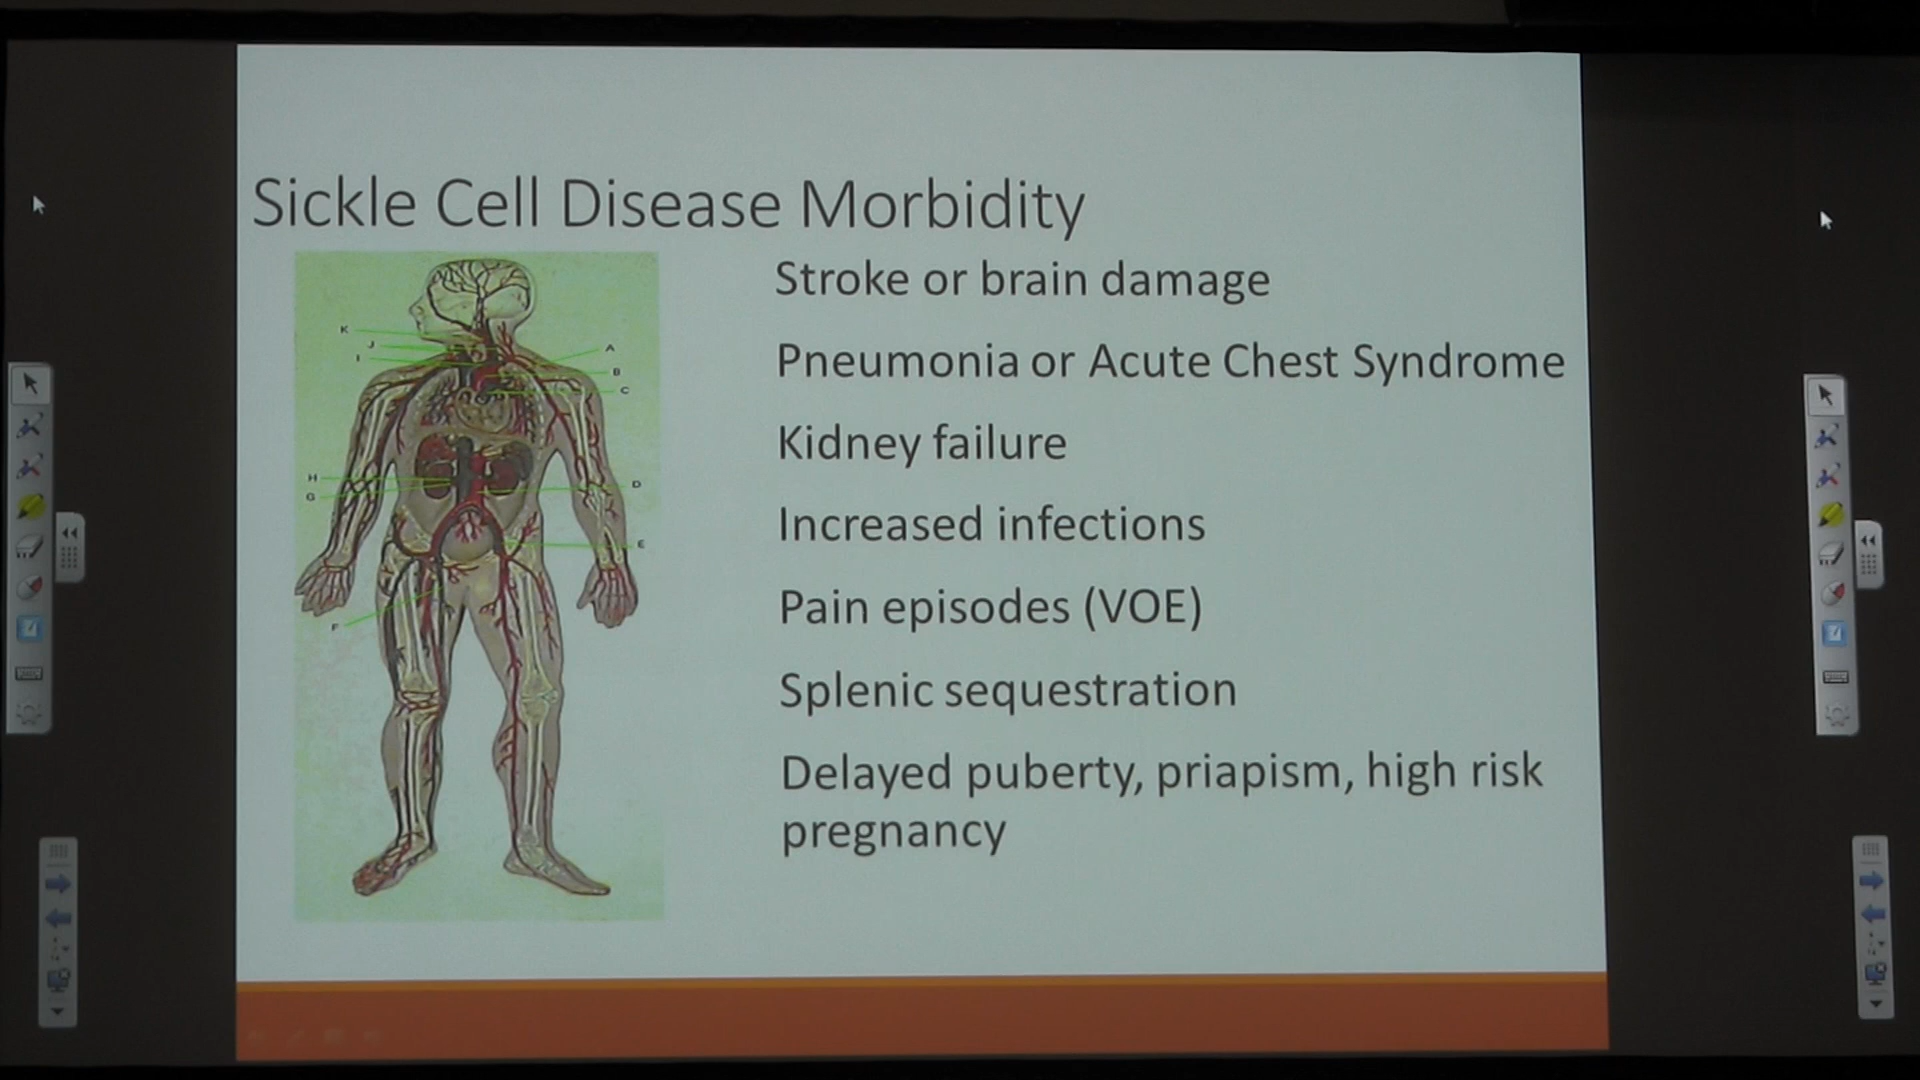 Sickle Cell Disease Morbidity
Stroke or brain damage
Pneumonia or Acute Chest Syndrome
Kidney failure
Increased infections
Pain episodes (VOE)
Splenic sequestration
Delayed puberty, priapism, high risk
pregnancy
K
J
I
A
B
C
H
G
D
E
F